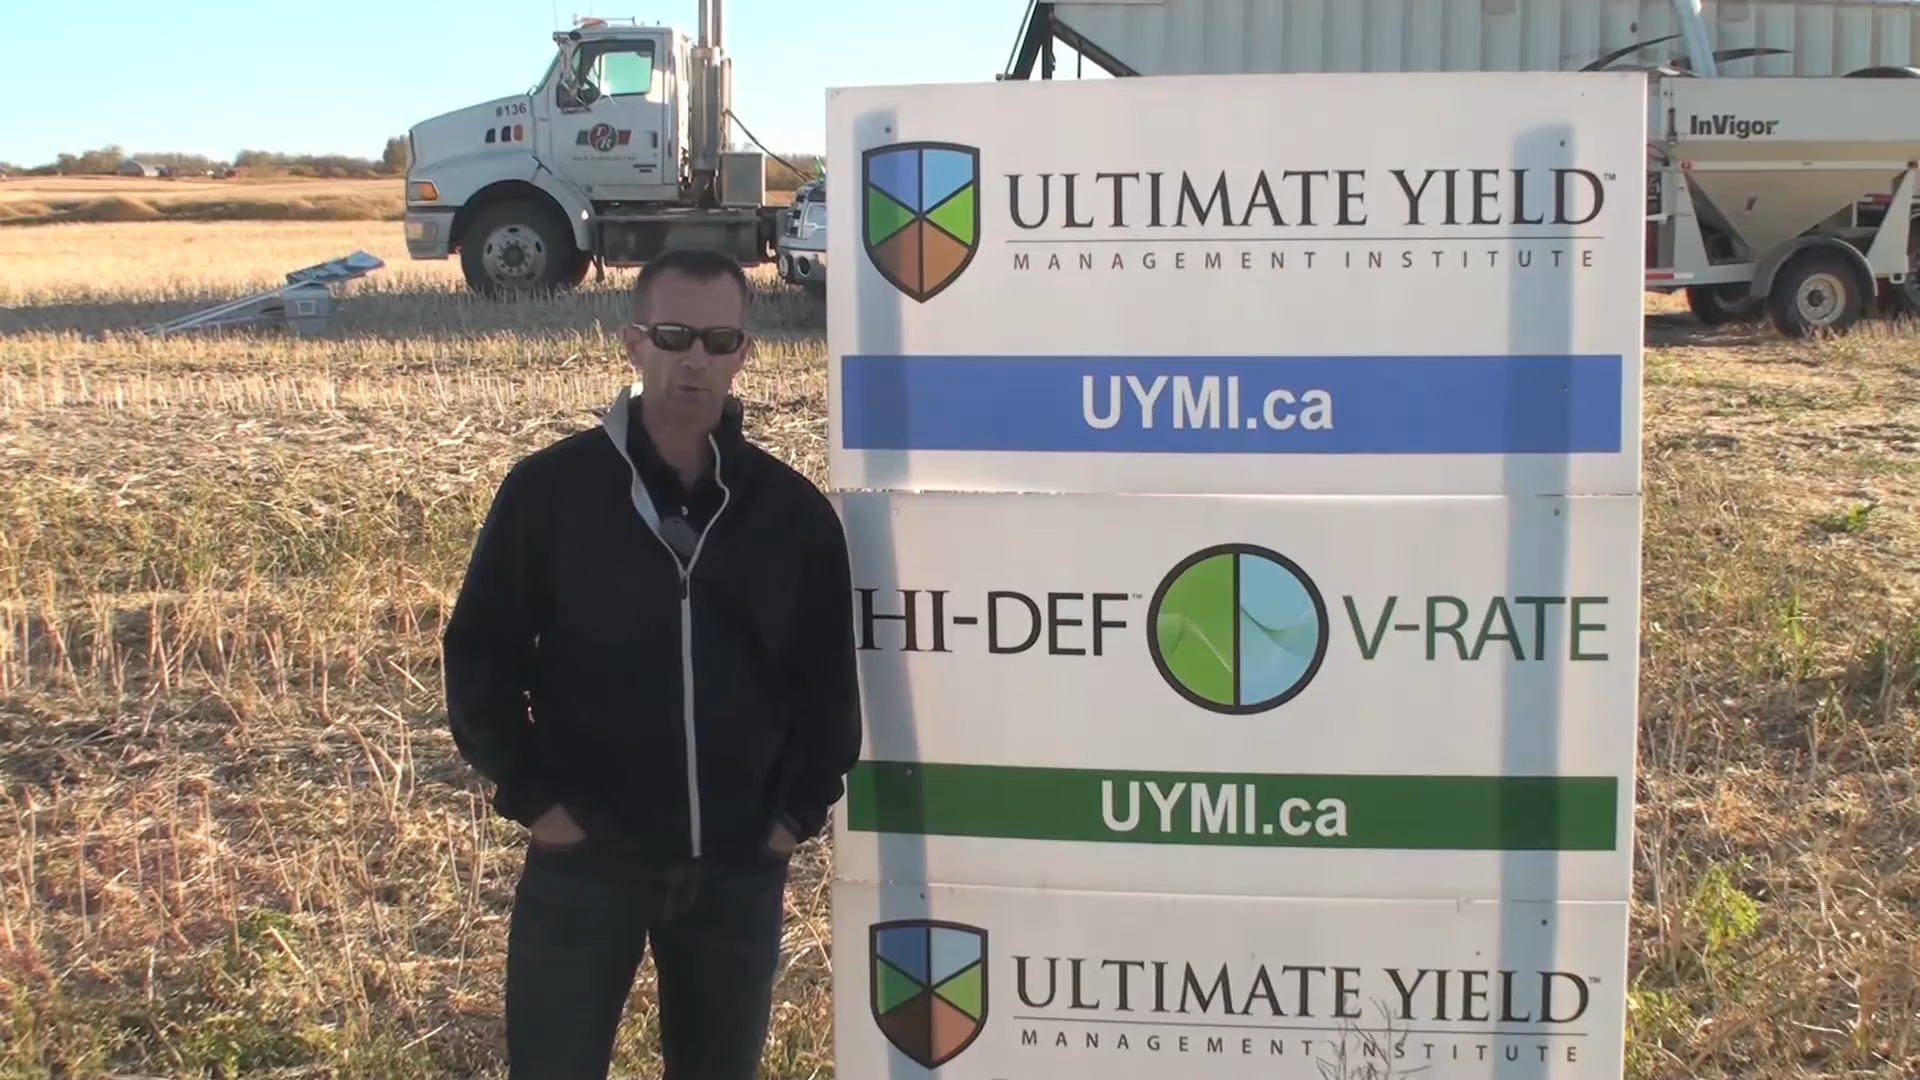 #136
InVigor
ULTIMATE YIELD™
MANAGEMENT INSTITUTE
UYMI.ca
HI-DEF™ V-RATE
UYMI.ca
ULTIMATE YIELD™
MANAGEMENT INSTITUTE